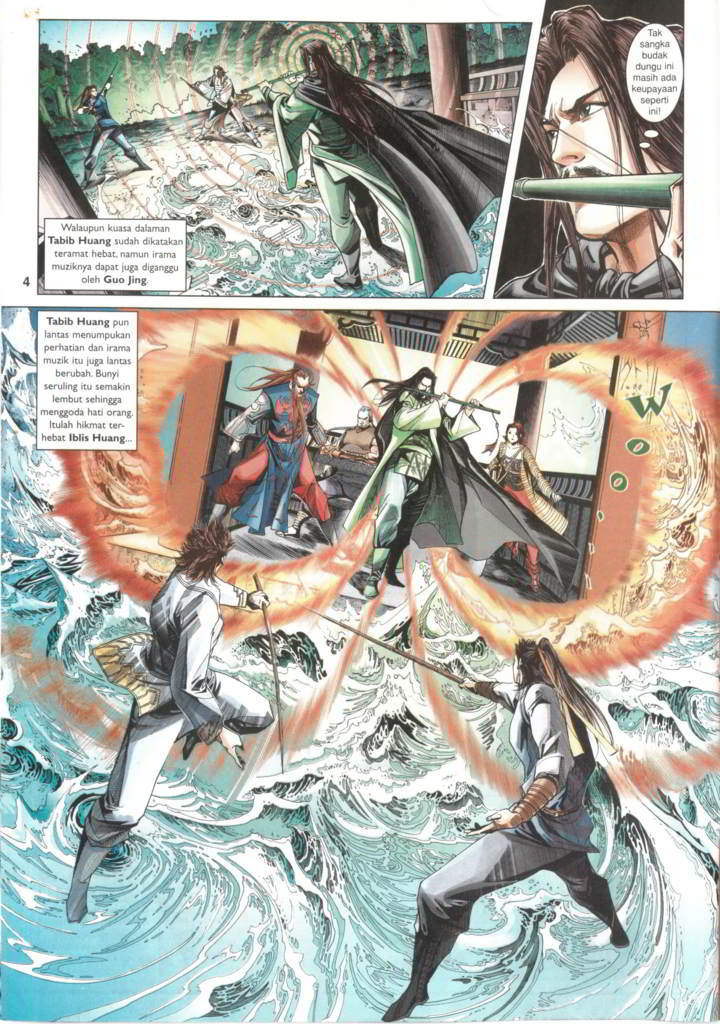 Tak
sangka
budak
dungu ini
masih ada
keupayaan
seperti
ini!
Walaupun kuasa dalaman
Tabib Huang sudah dikatakan
teramat hebat, namun irama
muziknya dapat juga diganggu
oleh Guo Jing.
4
Tabib Huang pun
lantas menumpukan
perhatian dan irama
muzik itu juga lantas
berubah. Bunyi
seruling itu semakin
lembut sehingga
menggoda hati orang.
Itulah hikmat ter-
hebat Iblis Huang...
WOO